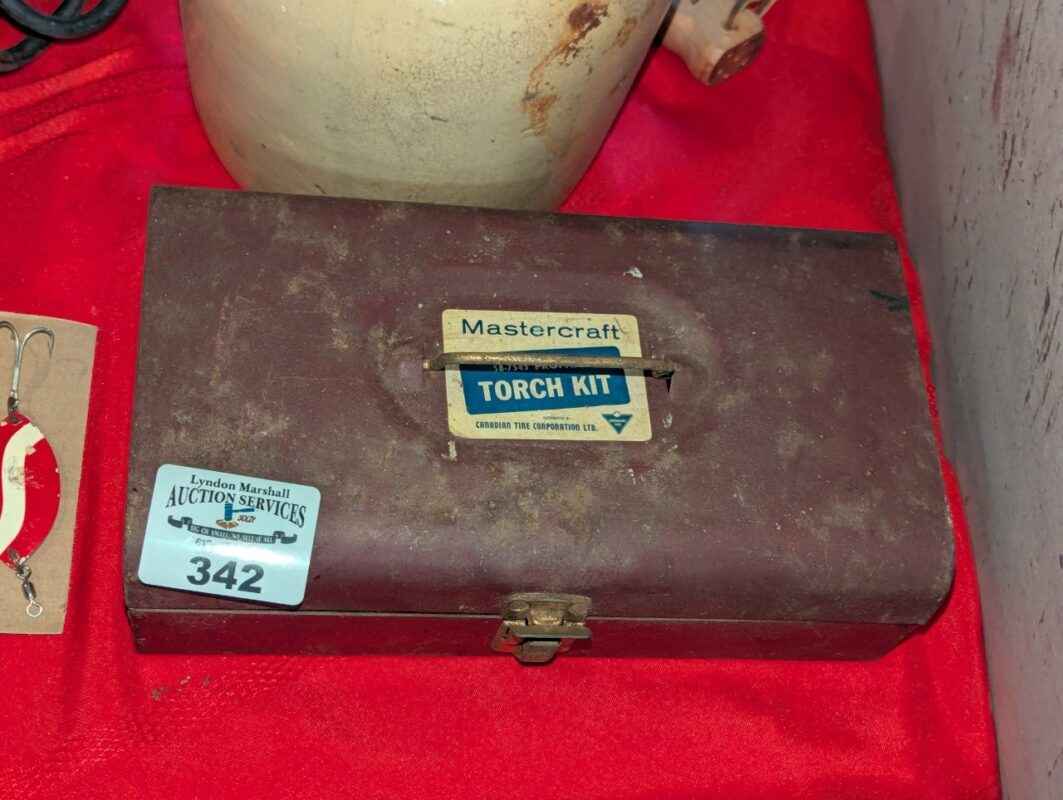 Mastercraft
TORCH KIT
CANADIAN TIRE CORPORATION LTD.
Lyndon Marshall
AUCTION SERVICES
342